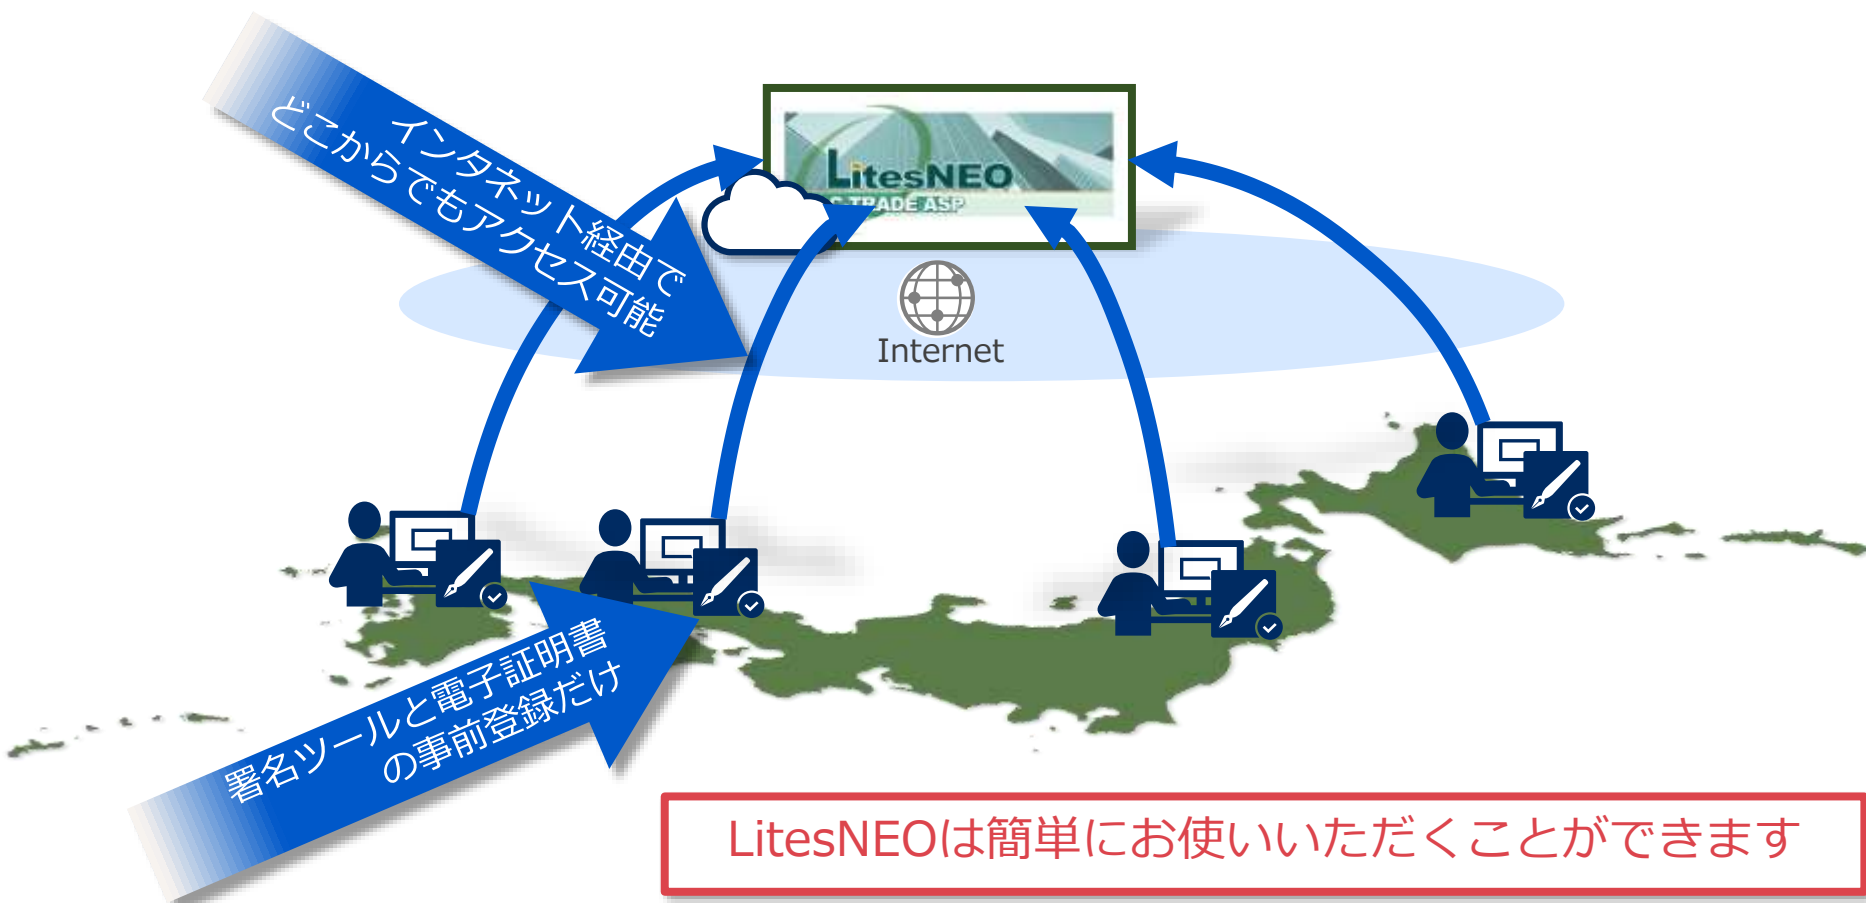 インタネット経由で
どこからでもアクセス可能
LitesNEO
TRADE ASP
Internet
署名ツールと電子証明書
の事前登録だけ
LitesNEOは簡単にお使いいただくことができます